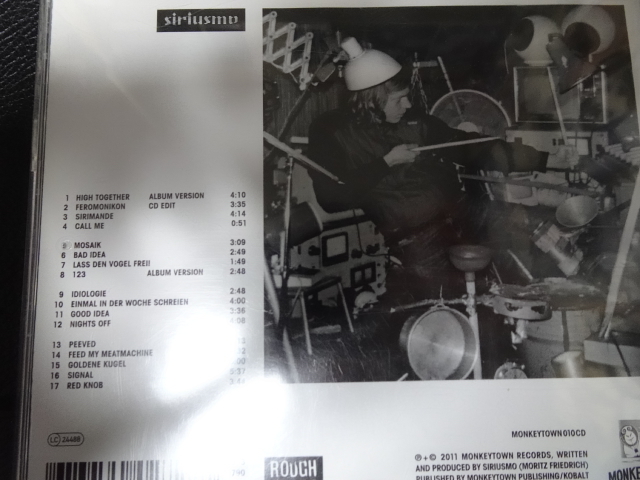 siriusmo
1 HIGH TOGETHER ALBUM VERSION 4:10
2 FEROMONIKON CD EDIT 3:35
3 SIRIMANDE 4:14
4 CALL ME 0:51
MOSAIK 3:09
6 BAD IDEA 2:49
7 LASS DEN VOGEL FREI! 1:49
8 123 ALBUM VERSION 2:48
9 IDIOLOGIE 2:48
10 EINMAL IN DER WOCHE SCHREIEN 4:00
11 GOOD IDEA 2:36
12 NIGHTS OFF
13 PEEVED
14 FEED MY MEATMACHINE
15 GOLDENE KUGEL
16 SIGNAL
17 RED KNOB
LC 24488
ROUGH
MONKEYTOWN010CD
℗+© 2011 MONKEYTOWN RECORDS, WRITTEN
AND PRODUCED BY SIRIUSMO (MORITZ FRIEDRICH)
PUBLISHED BY MONKEYTOWN PUBLISHING/KOBALT